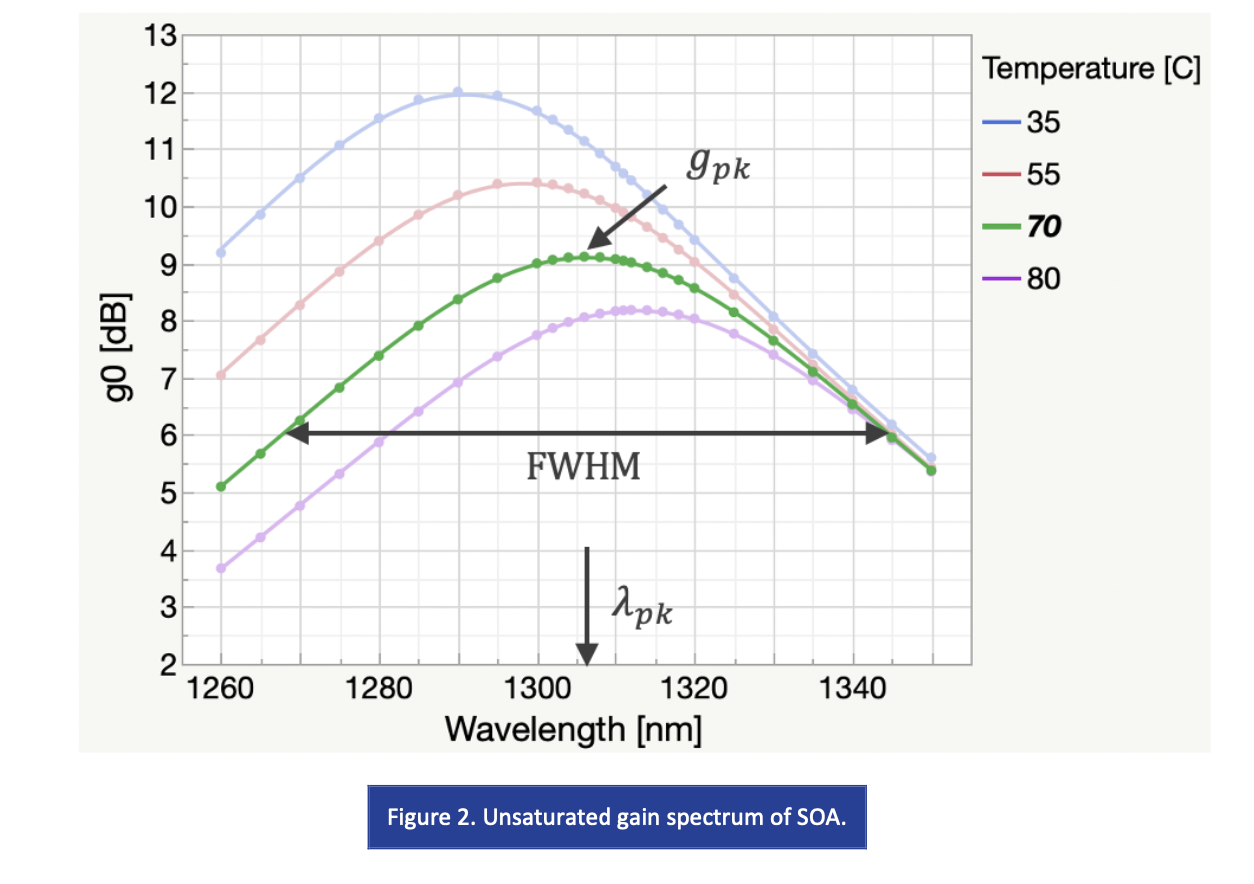 13
12
11
10
9
8
7
6
5
4
3
2
g0 [dB]
1260 1280 1300 1320 1340
Wavelength [nm]
g_pk
FWHM
λ_pk
Temperature [C]
35
55
70
80
Figure 2. Unsaturated gain spectrum of SOA.